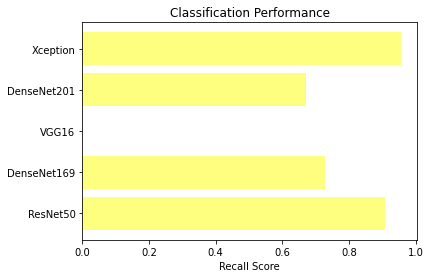 Classification Performance
Xception
DenseNet201
VGG16
DenseNet169
ResNet50
0.0 0.2 0.4 0.6 0.8 1.0
Recall Score